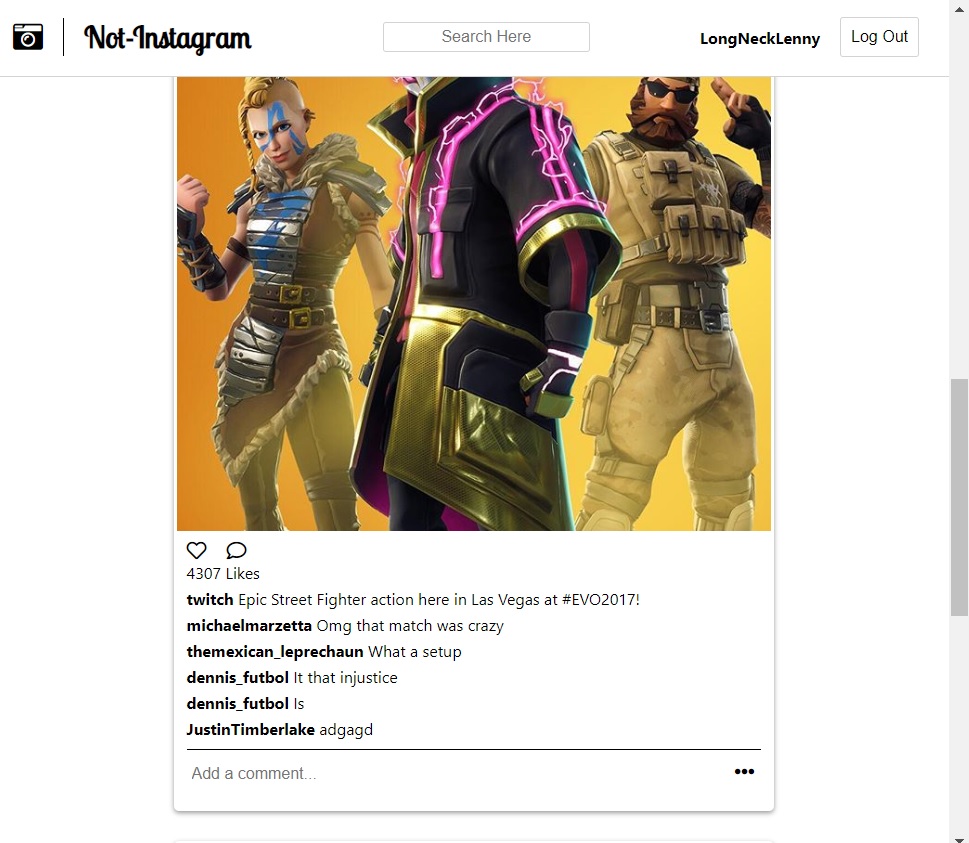 Not-Instagram
Search Here
LongNeckLenny
Log Out
4307 Likes
twitch Epic Street Fighter action here in Las Vegas at #EVO2017!
michaelmarzetta Omg that match was crazy
themexican_leprechaun What a setup
dennis_futbol It that injustice
dennis_futbol Is
JustinTimberlake adgagd
Add a comment...